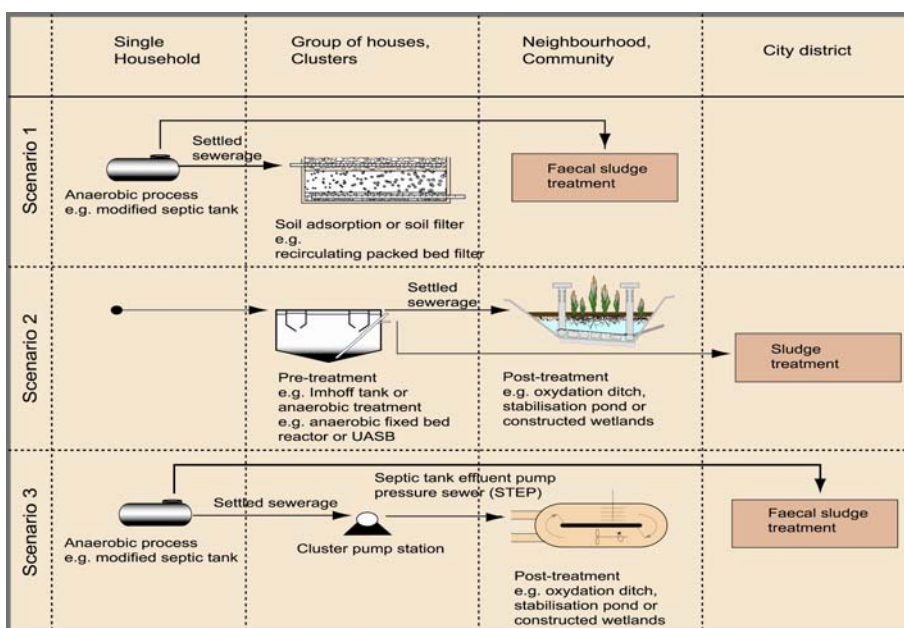 Single
Household
Group of houses,
Clusters
Neighbourhood,
Community
City district
Scenario 1
Settled
sewerage
Anaerobic process
e.g. modified septic tank
Soil adsorption or soil filter
e.g.
recirculating packed bed filter
Faecal sludge
treatment
Scenario 2
Settled
sewerage
Pre-treatment
e.g. Imhoff tank or
anaerobic treatment
e.g. anaerobic fixed bed
reactor or UASB
Post-treatment
e.g. oxydation ditch,
stabilisation pond or
constructed wetlands
Sludge
treatment
Scenario 3
Anaerobic process
e.g. modified septic tank
Settled sewerage
Cluster pump station
Septic tank effluent pump
pressure sewer (STEP)
Post-treatment
e.g. oxydation ditch,
stabilisation pond or
constructed wetlands
Faecal sludge
treatment